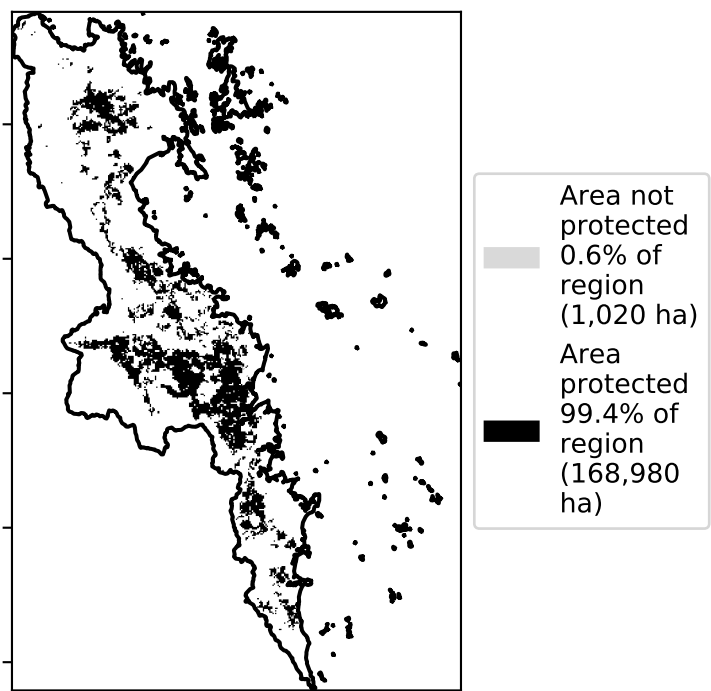 Area not
protected
0.6% of
region
(1,020 ha)
Area
protected
99.4% of
region
(168,980
ha)